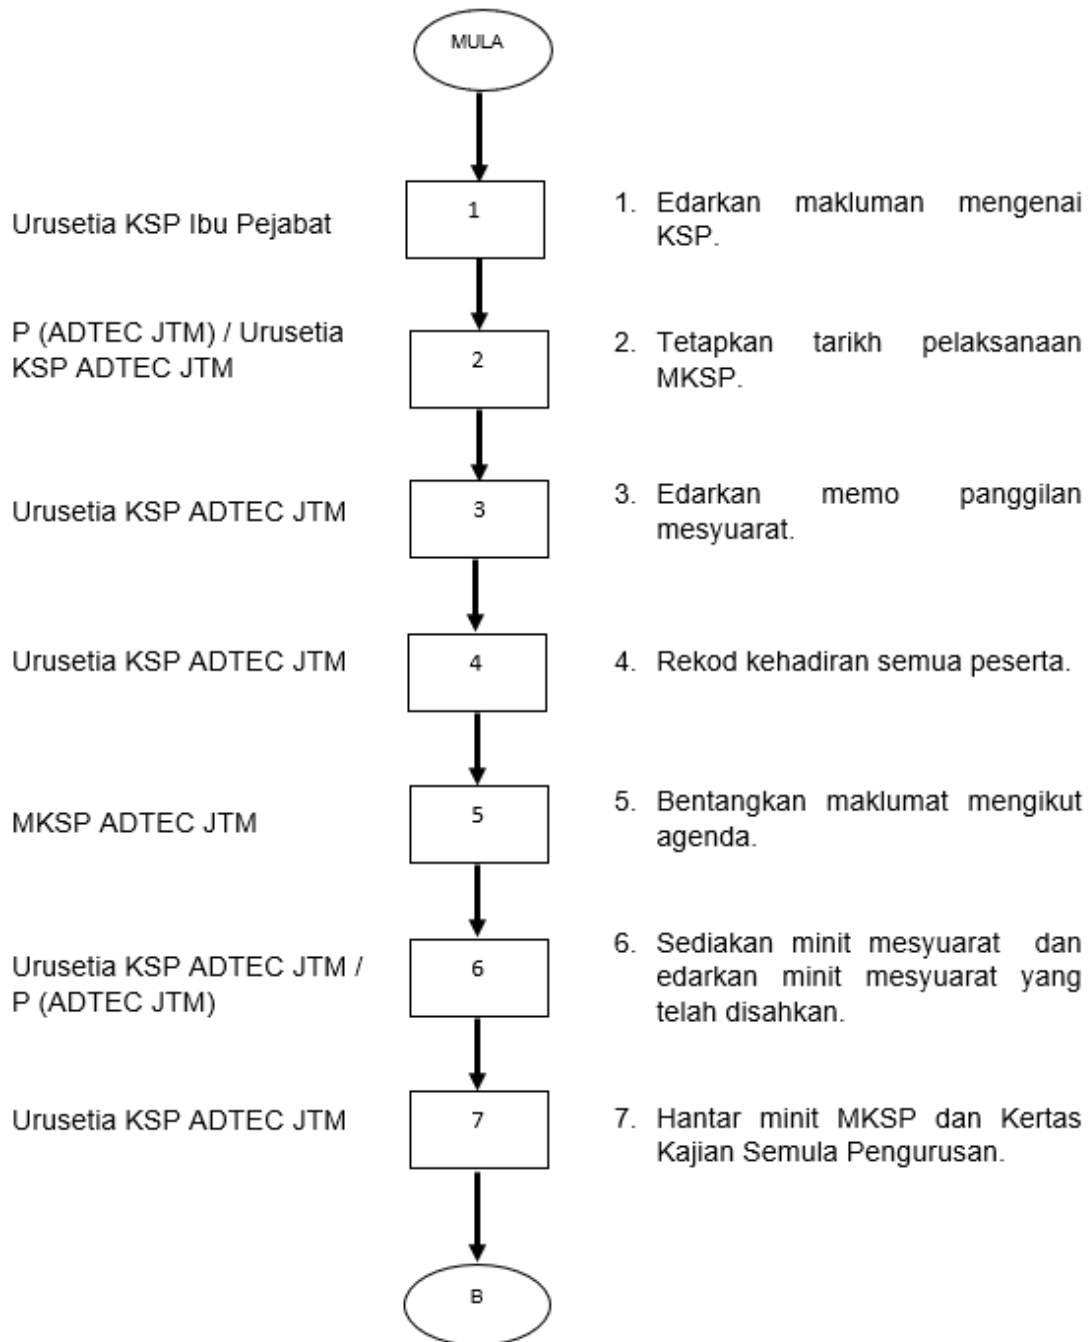 MULA
Urusetia KSP Ibu Pejabat
1
1. Edarkan makluman mengenai
KSP.
P (ADTEC JTM) / Urusetia
KSP ADTEC JTM
2
2. Tetapkan tarikh pelaksanaan
MKSP.
Urusetia KSP ADTEC JTM
3
3. Edarkan memo panggilan
mesyuarat.
Urusetia KSP ADTEC JTM
4
4. Rekod kehadiran semua peserta.
MKSP ADTEC JTM
5
5. Bentangkan maklumat mengikut
agenda.
Urusetia KSP ADTEC JTM /
P (ADTEC JTM)
6
6. Sediakan minit mesyuarat dan
edarkan minit mesyuarat yang
telah disahkan.
Urusetia KSP ADTEC JTM
7
7. Hantar minit MKSP dan Kertas
Kajian Semula Pengurusan.
B